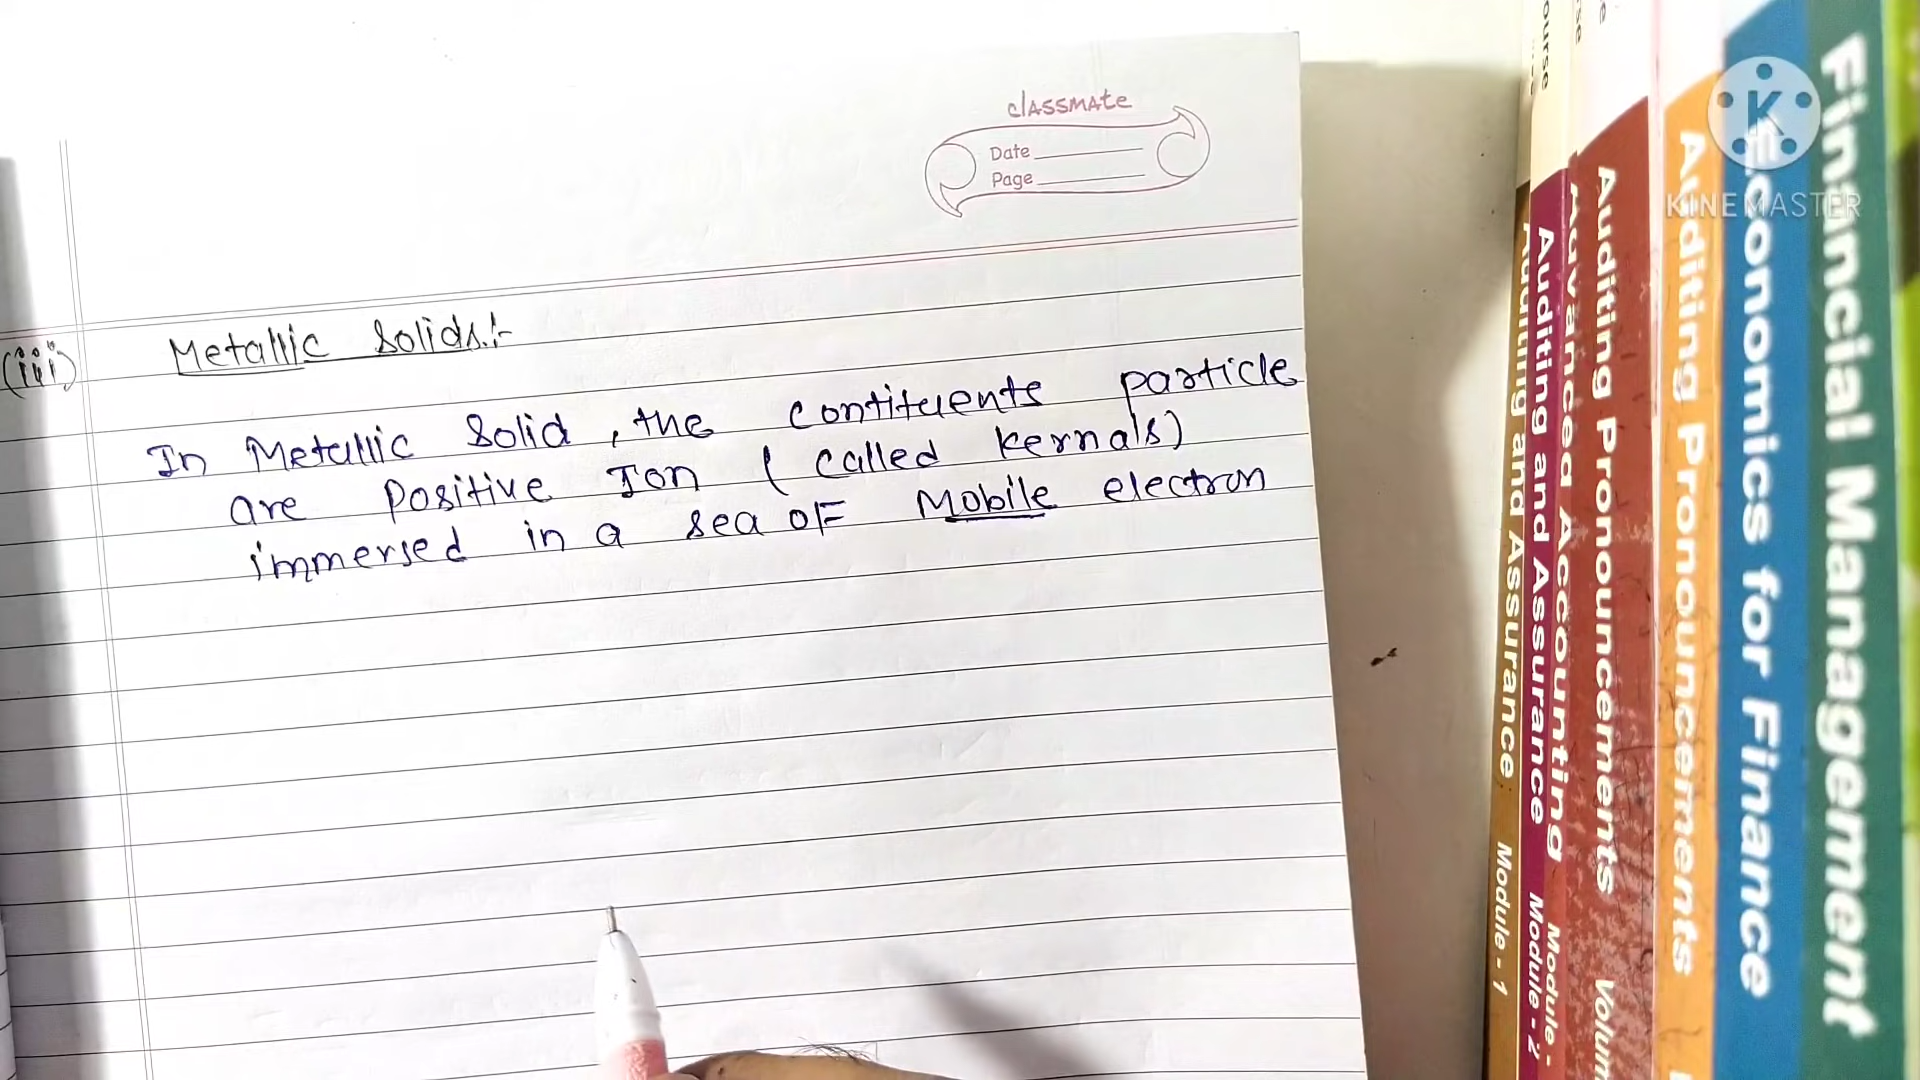 classmate
Date
Page
(iii) Metallic Solids:-
In Metallic Solid, the contituents particle
are Positive Ion (called kernals)
immersed in a sea of Mobile electron
KINEMASTER
Financial Management
Economics for Finance
Auditing Pronouncements
Auditing Pronouncements
Advanced Accounting Module -
Auditing and Assurance Module - 2
Auditing and Assurance Module - 1
ourse